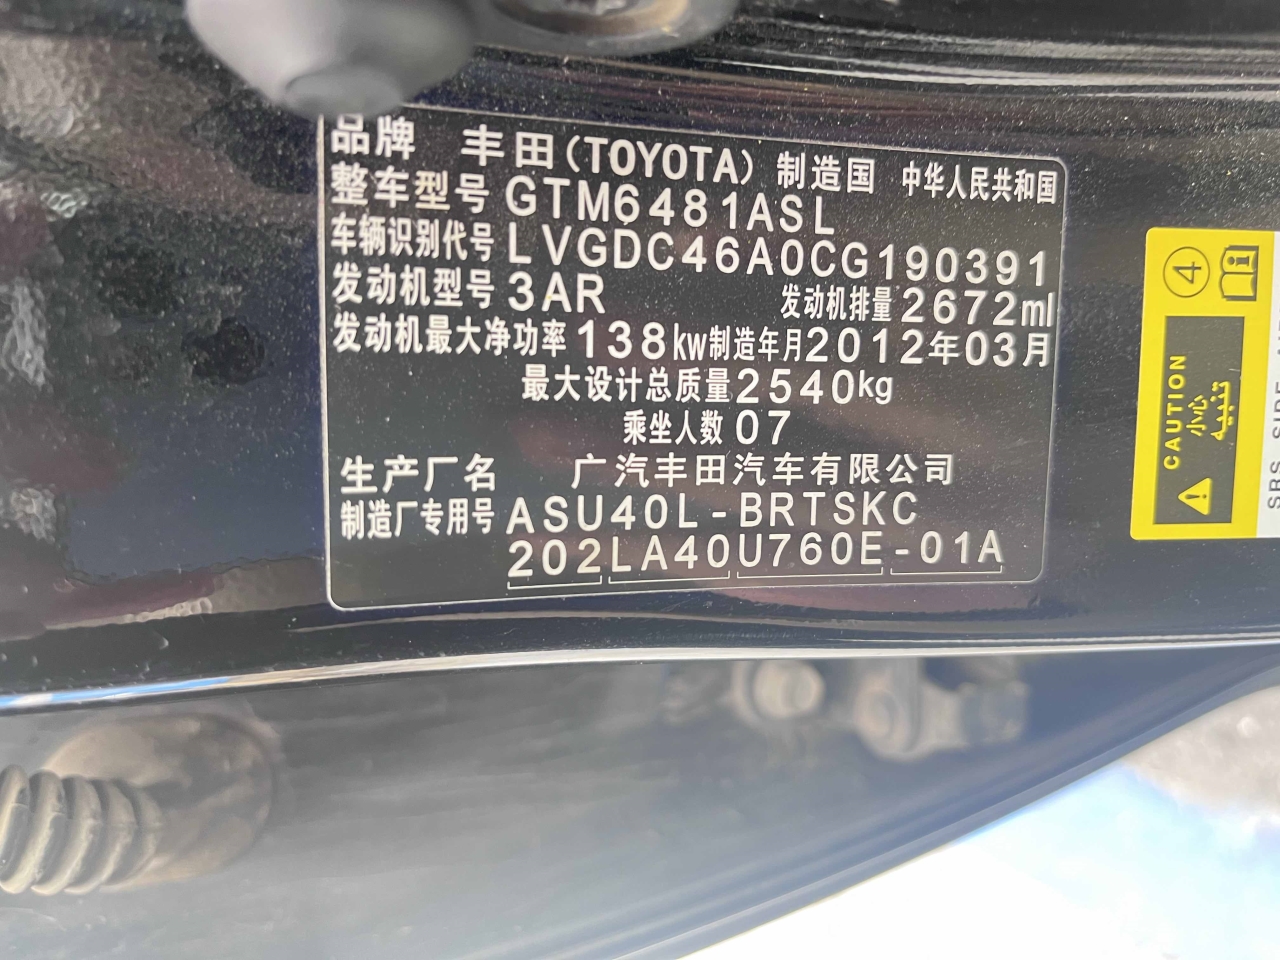 品牌 丰田(TOYOTA) 制造国 中华人民共和国
整车型号 GTM6481ASL
车辆识别代号 LVGDC46A0CG190391
发动机型号 3AR 发动机排量 2672ml
发动机最大净功率 138kw 制造年月 2012年03月
最大设计总质量 2540kg
乘坐人数 07
生产厂名 广汽丰田汽车有限公司
制造厂专用号 ASU40L-BRTSKC
202LA40U760E-01A
4
CAUTION
小心
تنبيه
SRS SIDE